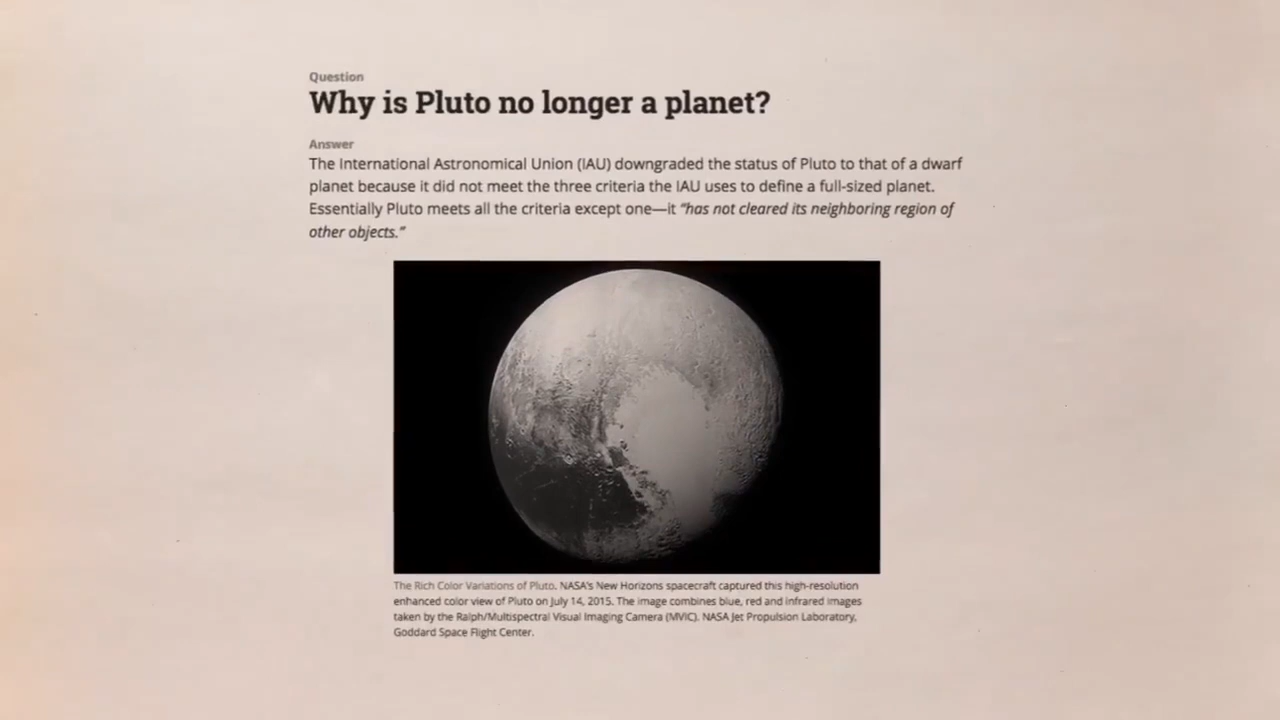 Question
Why is Pluto no longer a planet?
Answer
The International Astronomical Union (IAU) downgraded the status of Pluto to that of a dwarf
planet because it did not meet the three criteria the IAU uses to define a full-sized planet.
Essentially Pluto meets all the criteria except one—it “has not cleared its neighboring region of
other objects.”
The Rich Color Variations of Pluto. NASA's New Horizons spacecraft captured this high-resolution
enhanced color view of Pluto on July 14, 2015. The image combines blue, red and infrared images
taken by the Ralph/Multispectral Visual Imaging Camera (MVIC). NASA Jet Propulsion Laboratory,
Goddard Space Flight Center.